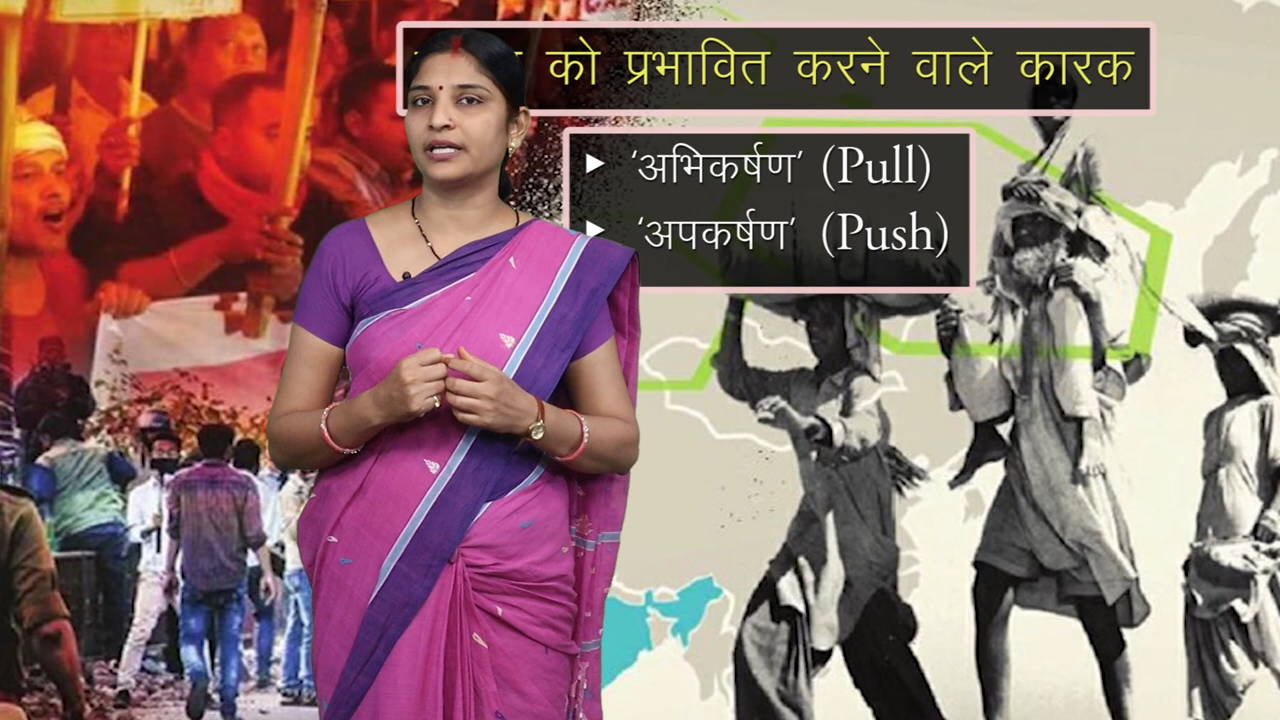 को प्रभावित करने वाले कारक
▶ ‘अभिकर्षण’ (Pull)
▶ ‘अपकर्षण’ (Push)